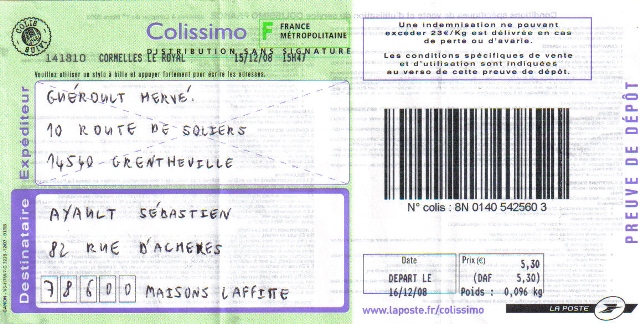 COLIS
Colissimo F FRANCE MÉTROPOLITAINE
DISTRIBUTION SANS SIGNATURE
141810 CORMELLES LE ROYAL 15/12/08 15H47
Veuillez utiliser un stylo à bille et appuyer fortement pour écrire les adresses.
Expéditeur
GUÉROULT HERVÉ.
10 ROUTE DE SOLIERS
14540 GRENTHEVILLE
Destinataire
AYAULT SÉBASTIEN
82 RUE D'ACHERES
78600 MAISONS LAFFITTE
Une indemnisation ne pouvant
excéder 23€/Kg est délivrée en cas
de perte ou d'avarie.
Les conditions spécifiques de vente
et d'utilisation sont indiquées
au verso de cette preuve de dépôt.
N° colis : 8N 0140 542560 3
PREUVE DE DÉPÔT
Date
DEPART LE
16/12/08
Prix (€) 5,30
(DAF 5,30)
Poids : 0,096 kg
www.laposte.fr/colissimo
LA POSTE